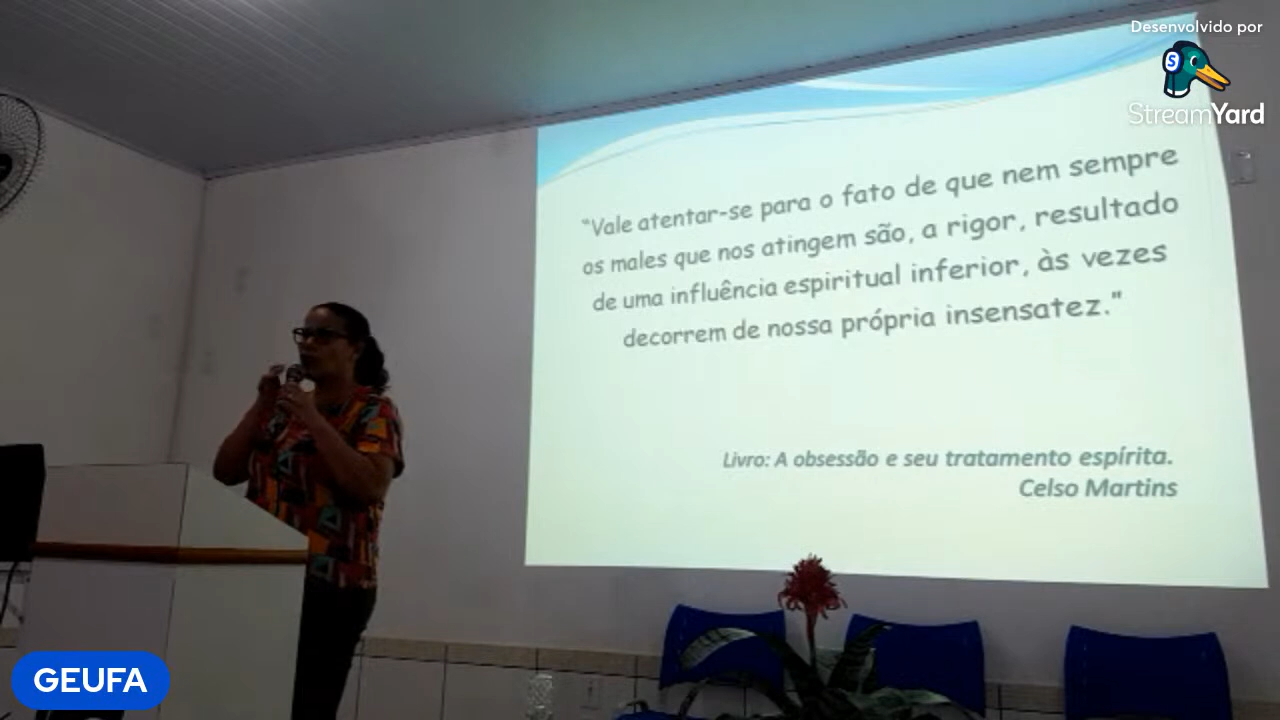 Desenvolvido por
S
StreamYard
“Vale atentar-se para o fato de que nem sempre
os males que nos atingem são, a rigor, resultado
de uma influência espiritual inferior, às vezes
decorrem de nossa própria insensatez.”
Livro: A obsessão e seu tratamento espírita.
Celso Martins
GEUFA